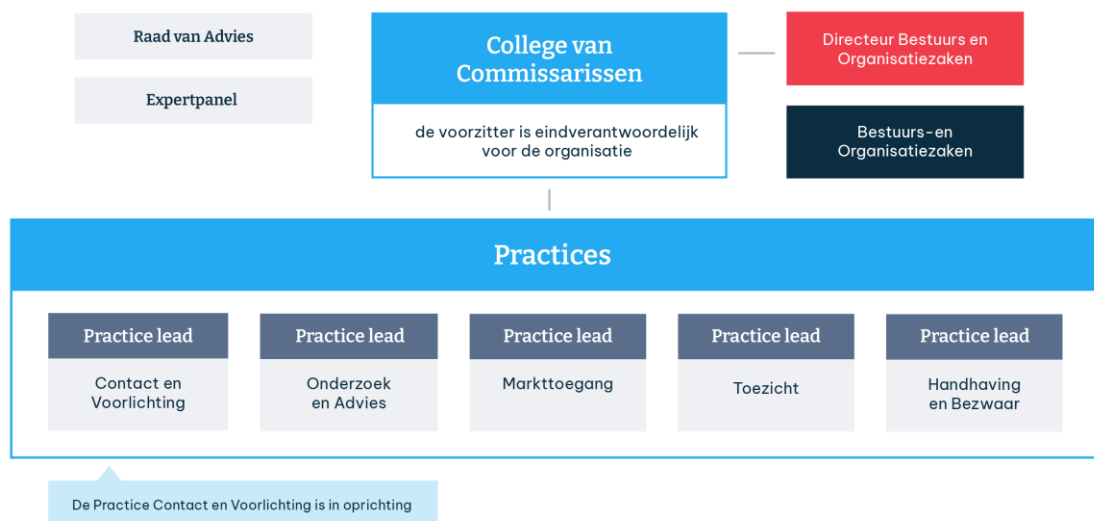 Raad van Advies
Expertpanel
College van
Commissarissen
de voorzitter is eindverantwoordelijk
voor de organisatie
Directeur Bestuurs en
Organisatiezaken
Bestuurs-en
Organisatiezaken
Practices
Practice lead
Contact en
Voorlichting
Practice lead
Onderzoek
en Advies
Practice lead
Markttoegang
Practice lead
Toezicht
Practice lead
Handhaving
en Bezwaar
De Practice Contact en Voorlichting is in oprichting